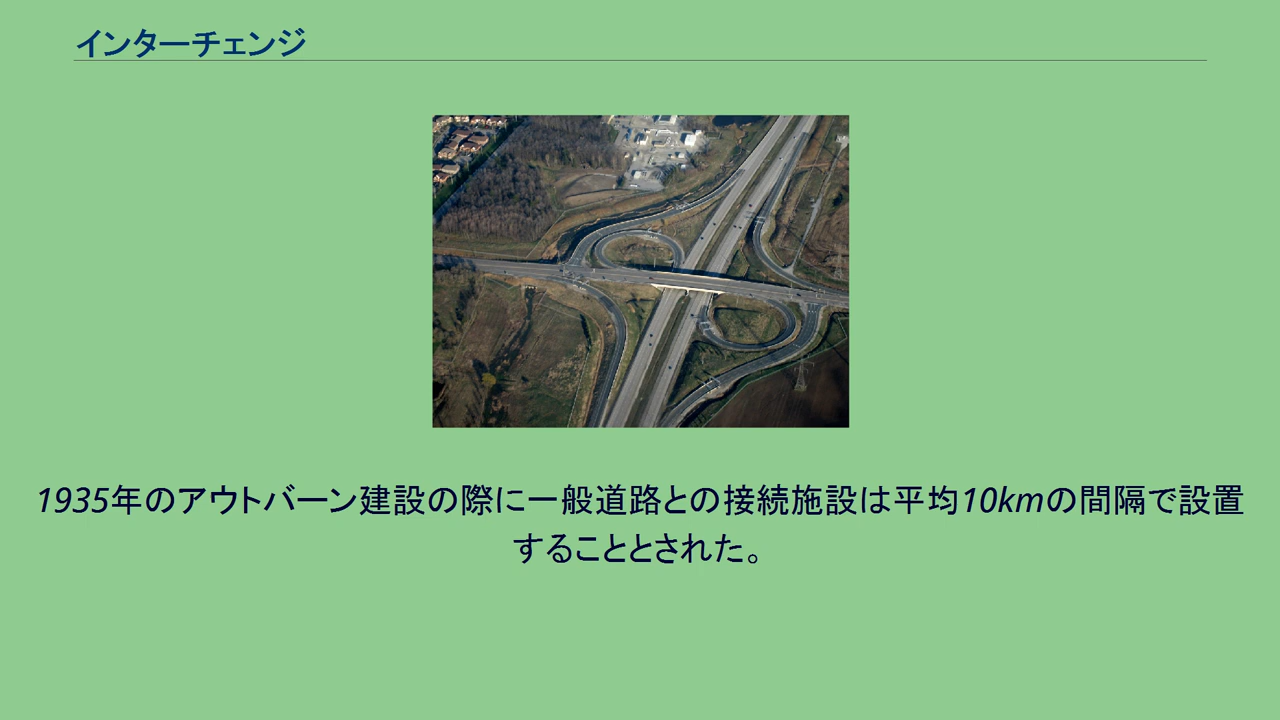 インターチェンジ
1935年のアウトバーン建設の際に一般道路との接続施設は平均10kmの間隔で設置
することとされた。